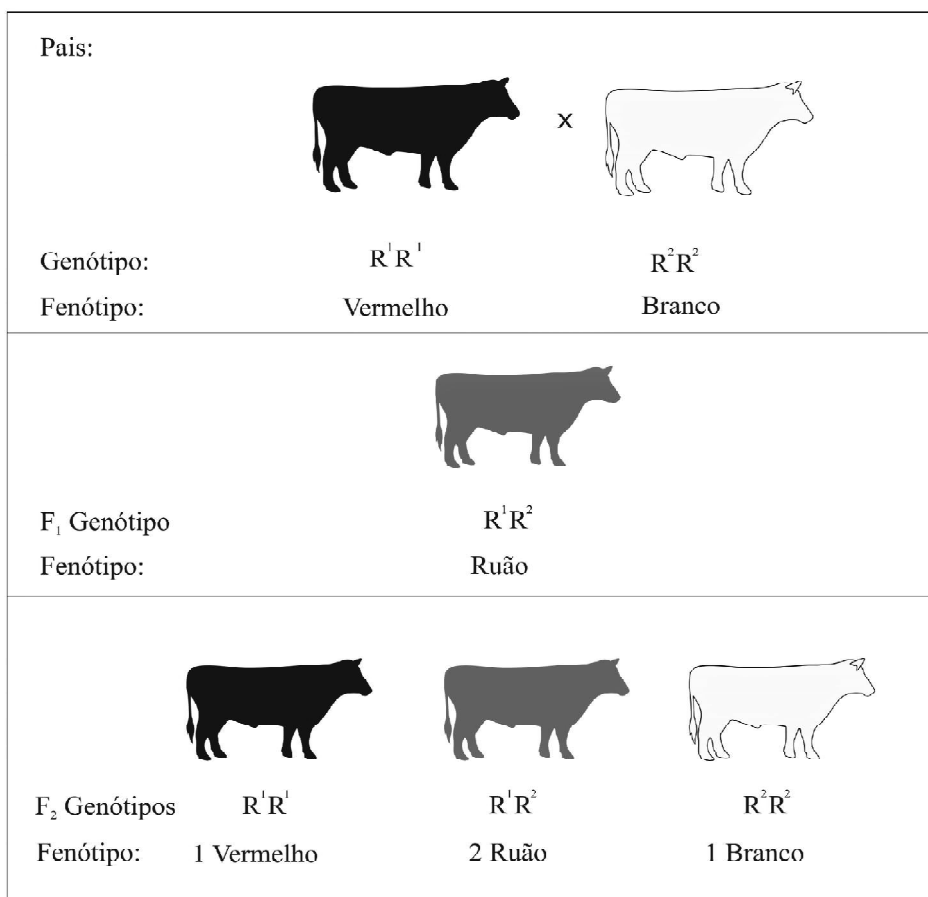 Pais:
x
Genótipo: R¹R¹ R²R²
Fenótipo: Vermelho Branco
F₁ Genótipo R¹R²
Fenótipo: Ruão
F₂ Genótipos R¹R¹ R¹R² R²R²
Fenótipo: 1 Vermelho 2 Ruão 1 Branco